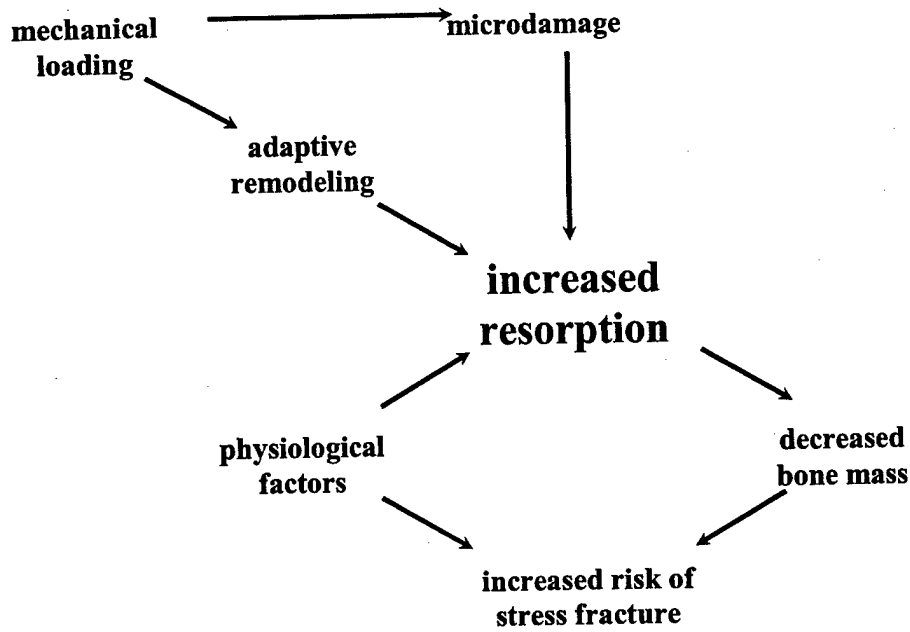 mechanical
loading
microdamage
adaptive
remodeling
increased
resorption
physiological
factors
decreased
bone mass
increased risk of
stress fracture